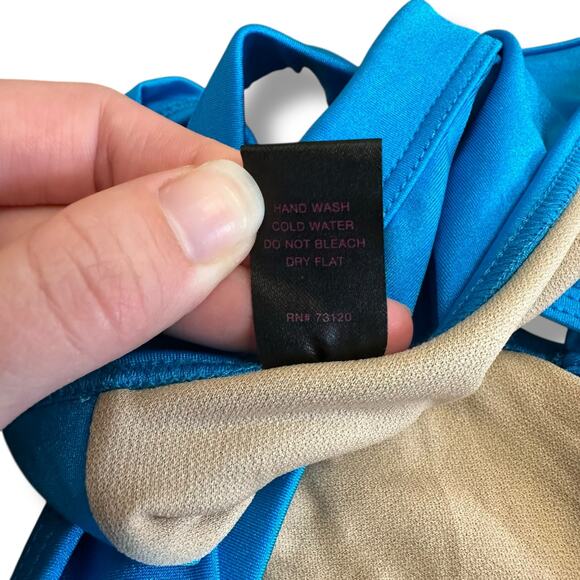 HAND WASH
COLD WATER
DO NOT BLEACH
DRY FLAT
RN# 73120